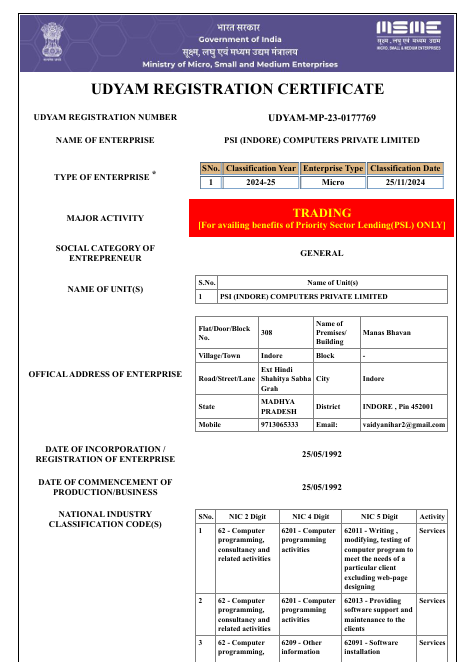 भारत सरकार
Government of India
सूक्ष्म, लघु एवं मध्यम उद्यम मंत्रालय
Ministry of Micro, Small and Medium Enterprises
MSME
सूक्ष्म, लघु एवं मध्यम उद्यम
MICRO, SMALL & MEDIUM ENTERPRISES
UDYAM REGISTRATION CERTIFICATE
UDYAM REGISTRATION NUMBER UDYAM-MP-23-0177769
NAME OF ENTERPRISE PSI (INDORE) COMPUTERS PRIVATE LIMITED
TYPE OF ENTERPRISE *
SNo. Classification Year Enterprise Type Classification Date
1 2024-25 Micro 25/11/2024
MAJOR ACTIVITY
TRADING
[For availing benefits of Priority Sector Lending(PSL) ONLY]
SOCIAL CATEGORY OF
ENTREPRENEUR
GENERAL
NAME OF UNIT(S)
S.No. Name of Unit(s)
1 PSI (INDORE) COMPUTERS PRIVATE LIMITED
OFFICAL ADDRESS OF ENTERPRISE
Flat/Door/Block
No.
308
Name of
Premises/
Building
Manas Bhavan
Village/Town Indore Block -
Road/Street/Lane
Ext Hindi
Shahitya Sabha
Grah
City Indore
State
MADHYA
PRADESH
District INDORE , Pin 452001
Mobile 9713065333 Email: vaidyanihar2@gmail.com
DATE OF INCORPORATION /
REGISTRATION OF ENTERPRISE
25/05/1992
DATE OF COMMENCEMENT OF
PRODUCTION/BUSINESS
25/05/1992
NATIONAL INDUSTRY
CLASSIFICATION CODE(S)
SNo. NIC 2 Digit NIC 4 Digit NIC 5 Digit Activity
1
62 - Computer
programming,
consultancy and
related activities
6201 - Computer
programming
activities
62011 - Writing ,
modifying, testing of
computer program to
meet the needs of a
particular client
excluding web-page
designing
Services
2
62 - Computer
programming,
consultancy and
related activities
6201 - Computer
programming
activities
62013 - Providing
software support and
maintenance to the
clients
Services
3
62 - Computer
programming,
6209 - Other
information
62091 - Software
installation
Services